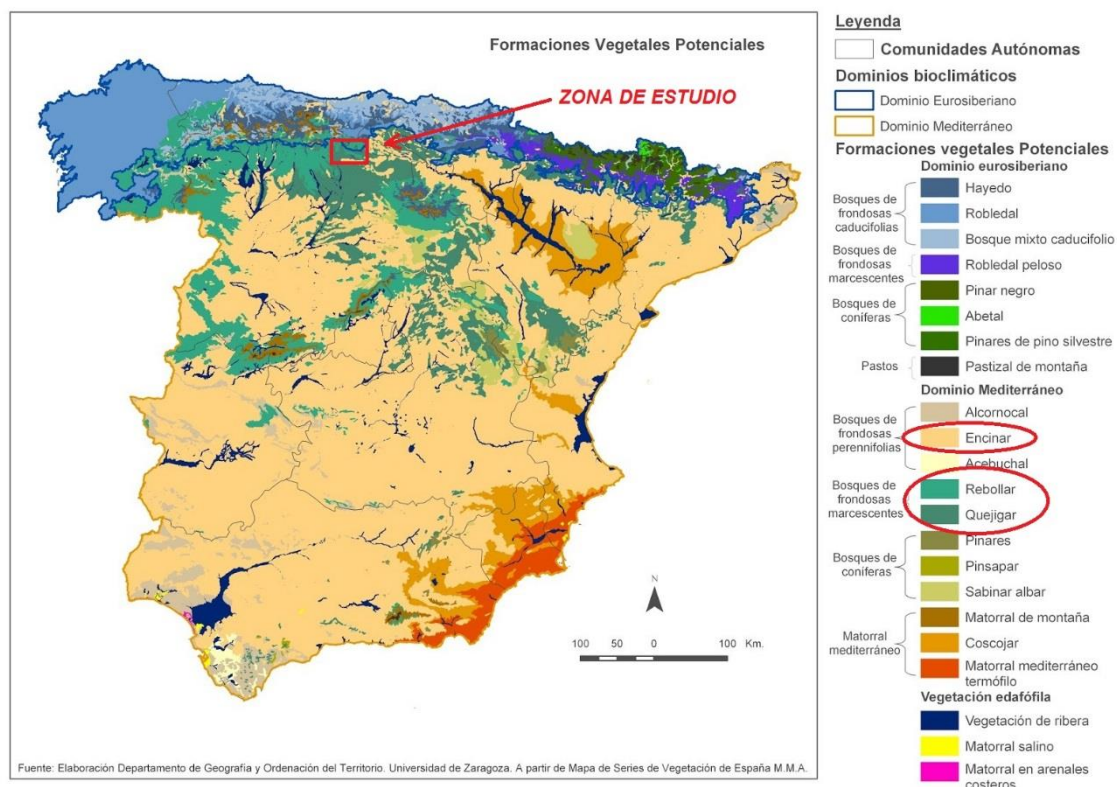 Formaciones Vegetales Potenciales
ZONA DE ESTUDIO
N
100 50 0 100 Km.
Fuente: Elaboración Departamento de Geografía y Ordenación del Territorio. Universidad de Zaragoza. A partir de Mapa de Series de Vegetación de España M.M.A.
Leyenda
Comunidades Autónomas
Dominios bioclimáticos
Dominio Eurosiberiano
Dominio Mediterráneo
Formaciones vegetales Potenciales
Dominio eurosiberiano
Bosques de
frondosas
caducifolias
Hayedo
Robledal
Bosque mixto caducifolio
Bosques de
frondosas
marcescentes
Robledal peloso
Bosques de
coníferas
Pinar negro
Abetal
Pinares de pino silvestre
Pastos
Pastizal de montaña
Dominio Mediterráneo
Bosques de
frondosas
perennifolias
Alcornocal
Encinar
Acebuchal
Bosques de
frondosas
marcescentes
Rebollar
Quejigar
Bosques de
coníferas
Pinares
Pinsapar
Sabinar albar
Matorral
mediterráneo
Matorral de montaña
Coscojar
Matorral mediterráneo
termófilo
Vegetación edafófila
Vegetación de ribera
Matorral salino
Matorral en arenales
costeros